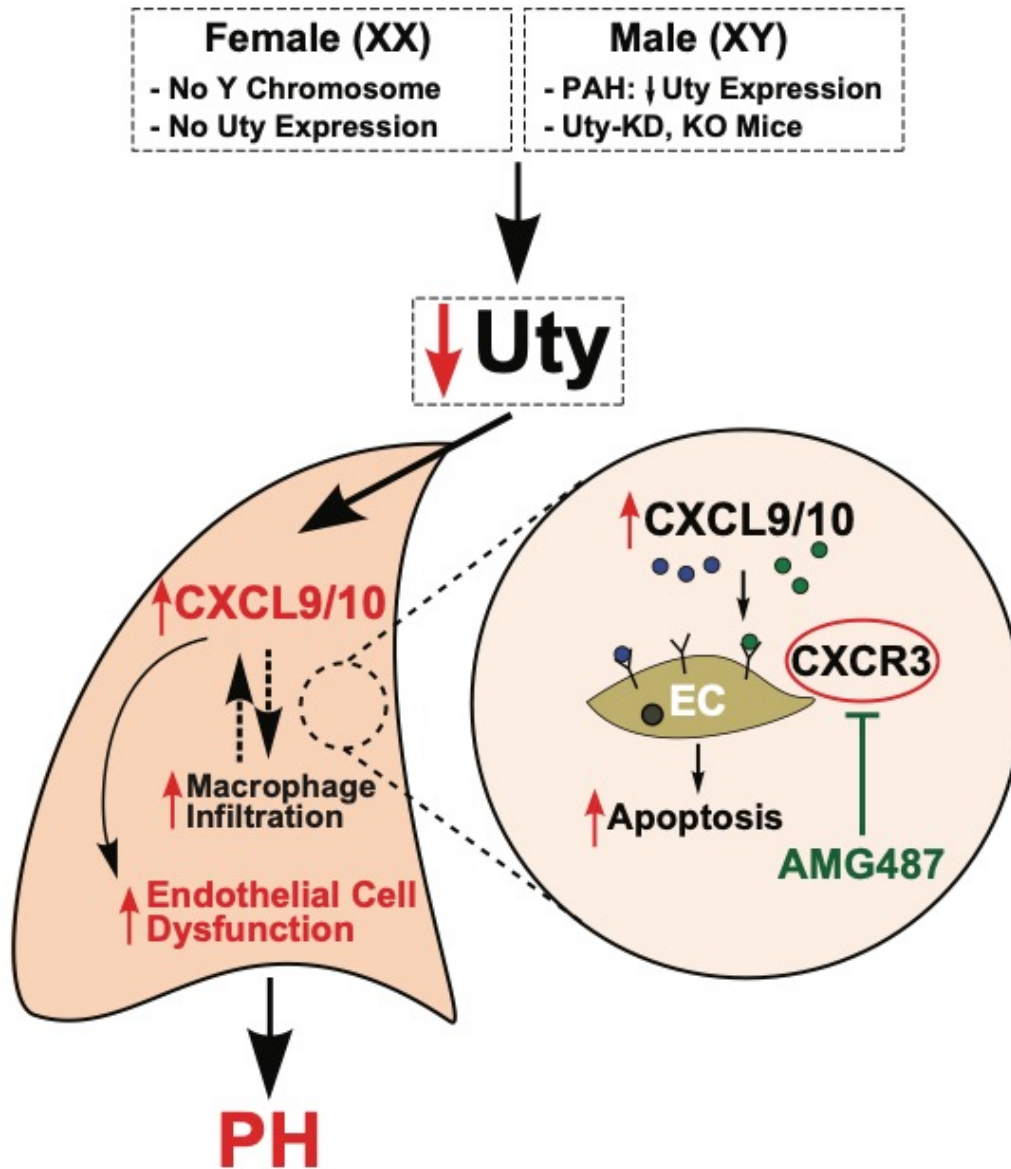 Female (XX)
- No Y Chromosome
- No Uty Expression
Male (XY)
- PAH: ↓Uty Expression
- Uty-KD, KO Mice
↓ Uty
↑CXCL9/10
↑Macrophage
Infiltration
↑Endothelial Cell
Dysfunction
PH
↑CXCL9/10
CXCR3
EC
↑Apoptosis
AMG487